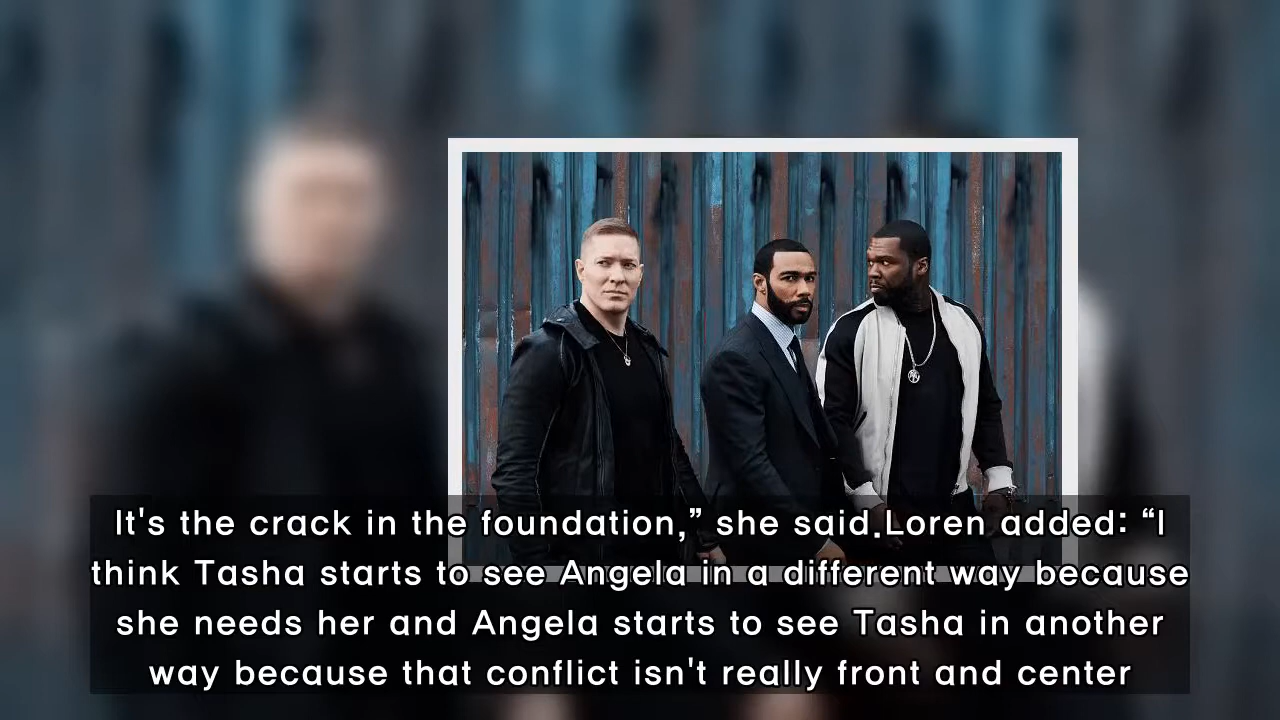 It's the crack in the foundation,” she said.Loren added: “I
think Tasha starts to see Angela in a different way because
she needs her and Angela starts to see Tasha in another
way because that conflict isn't really front and center